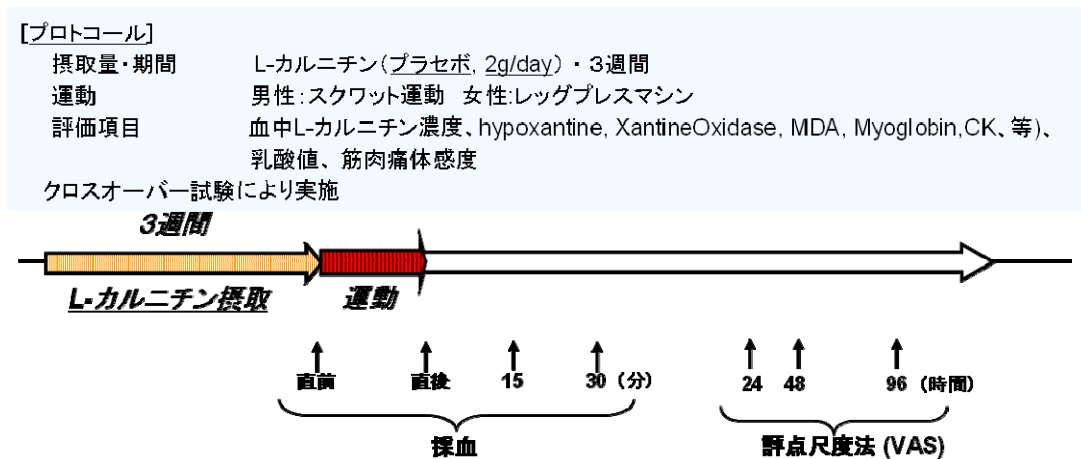 [プロトコール]
摂取量・期間 L-カルニチン(プラセボ, 2g/day)・3週間
運動 男性:スクワット運動 女性:レッグプレスマシン
評価項目 血中L-カルニチン濃度、hypoxantine, XantineOxidase, MDA, Myoglobin,CK、等)、
乳酸値、筋肉痛体感度
クロスオーバー試験により実施
3週間
L-カルニチン摂取 運動
直前 直後 15 30 (分) 24 48 96 (時間)
採血 評点尺度法 (VAS)